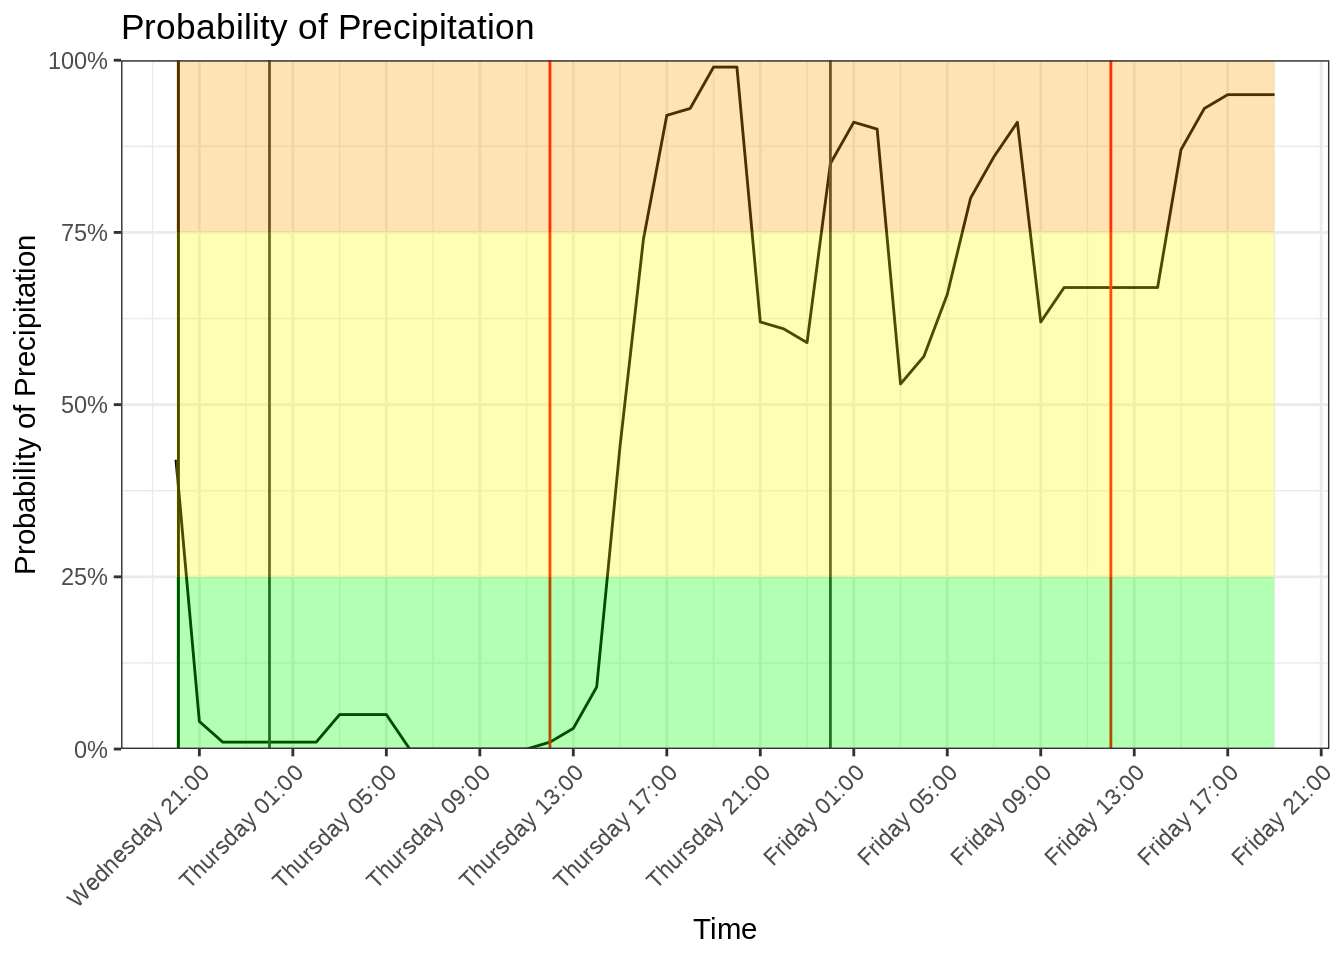 Probability of Precipitation
100%
75%
50%
25%
0%
Probability of Precipitation
Wednesday 21:00
Thursday 01:00
Thursday 05:00
Thursday 09:00
Thursday 13:00
Thursday 17:00
Thursday 21:00
Friday 01:00
Friday 05:00
Friday 09:00
Friday 13:00
Friday 17:00
Friday 21:00
Time